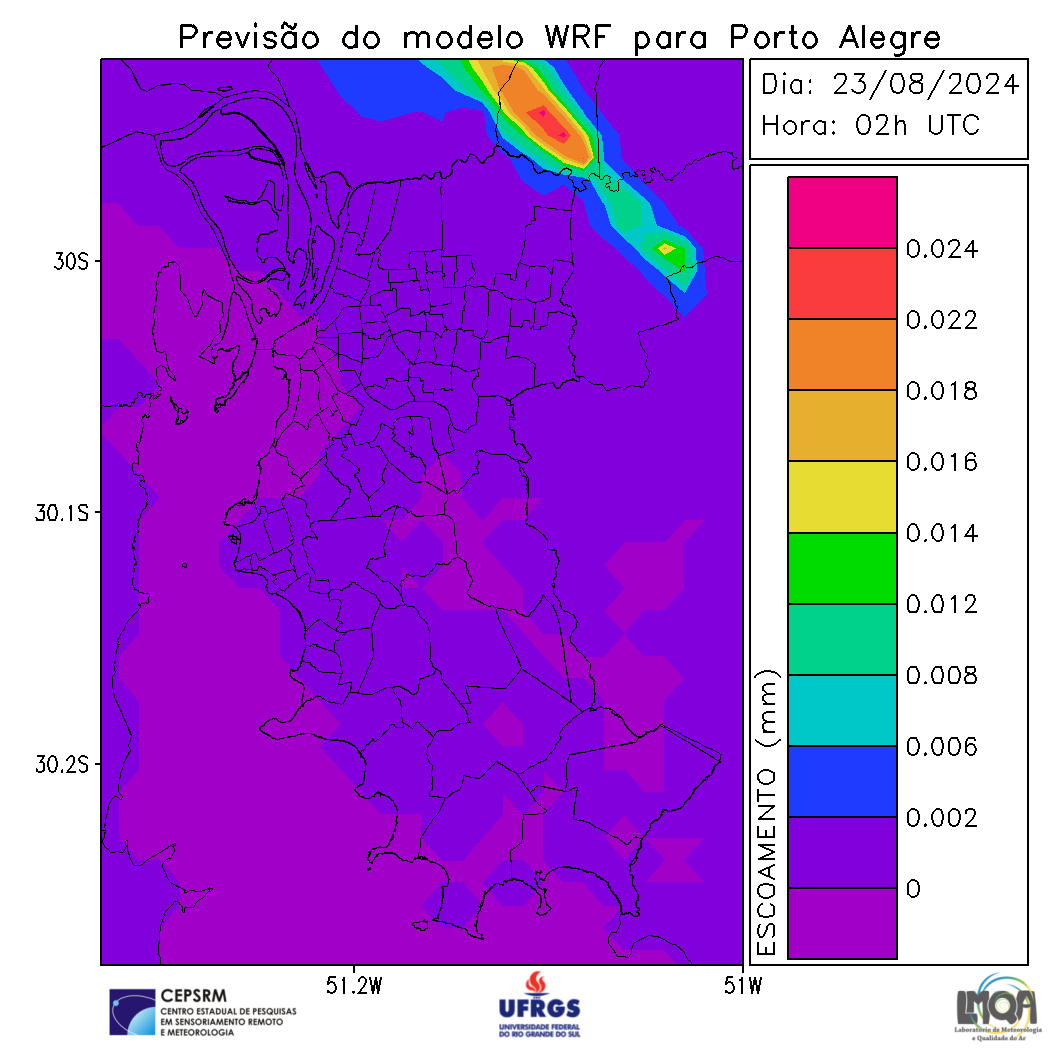 Previsão do modelo WRF para Porto Alegre
Dia: 23/08/2024
Hora: 02h UTC
30S
30.1S
30.2S
51.2W
51W
ESCOAMENTO (mm)
0.024
0.022
0.018
0.016
0.014
0.012
0.008
0.006
0.002
0
CEPSRM
CENTRO ESTADUAL DE PESQUISAS
EM SENSORIAMENTO REMOTO
E METEOROLOGIA
UFRGS
UNIVERSIDADE FEDERAL
DO RIO GRANDE DO SUL
LMQA
Laboratório de Meteorologia
e Qualidade do Ar